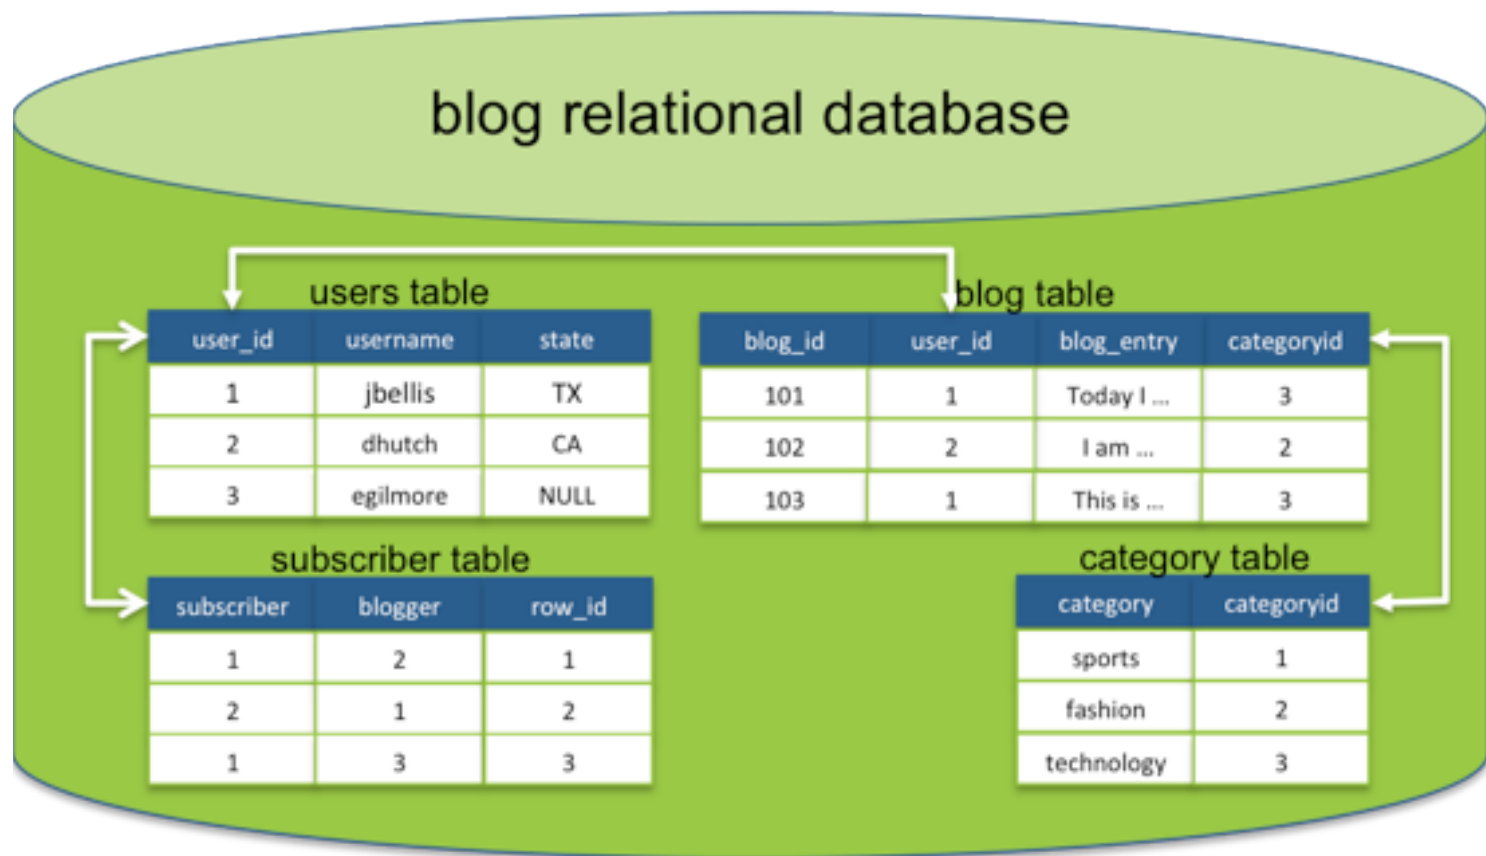 blog relational database
users table
user_id username state
1 jbellis TX
2 dhutch CA
3 egilmore NULL
blog table
blog_id user_id blog_entry categoryid
101 1 Today I ... 3
102 2 I am ... 2
103 1 This is ... 3
subscriber table
subscriber blogger row_id
1 2 1
2 1 2
1 3 3
category table
category categoryid
sports 1
fashion 2
technology 3